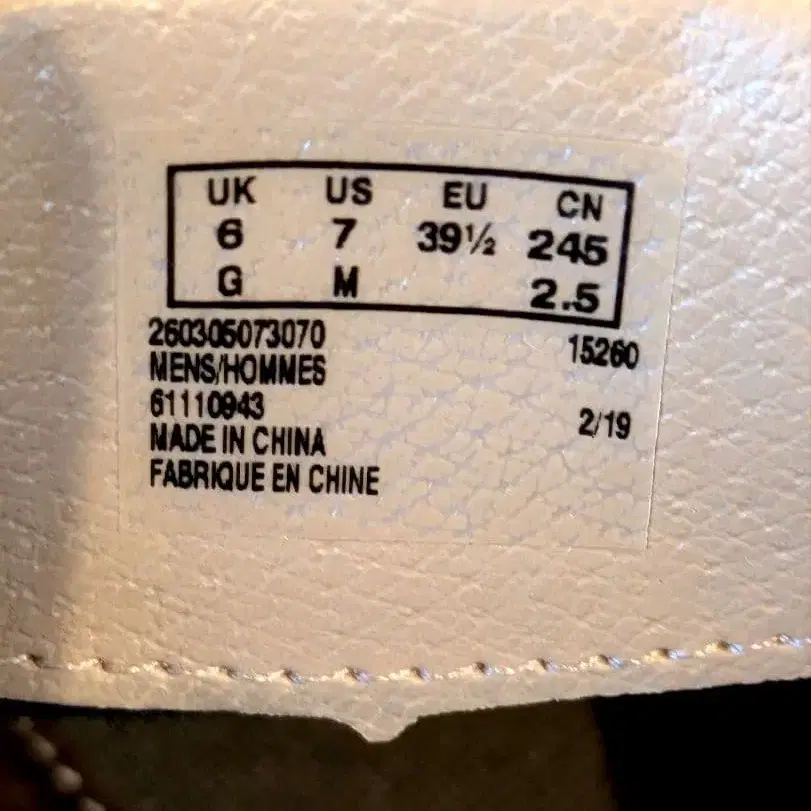 UK US EU CN
6 7 39½ 245
G M 2.5
260305073070 15260
MENS/HOMMES
61110943 2/19
MADE IN CHINA
FABRIQUE EN CHINE